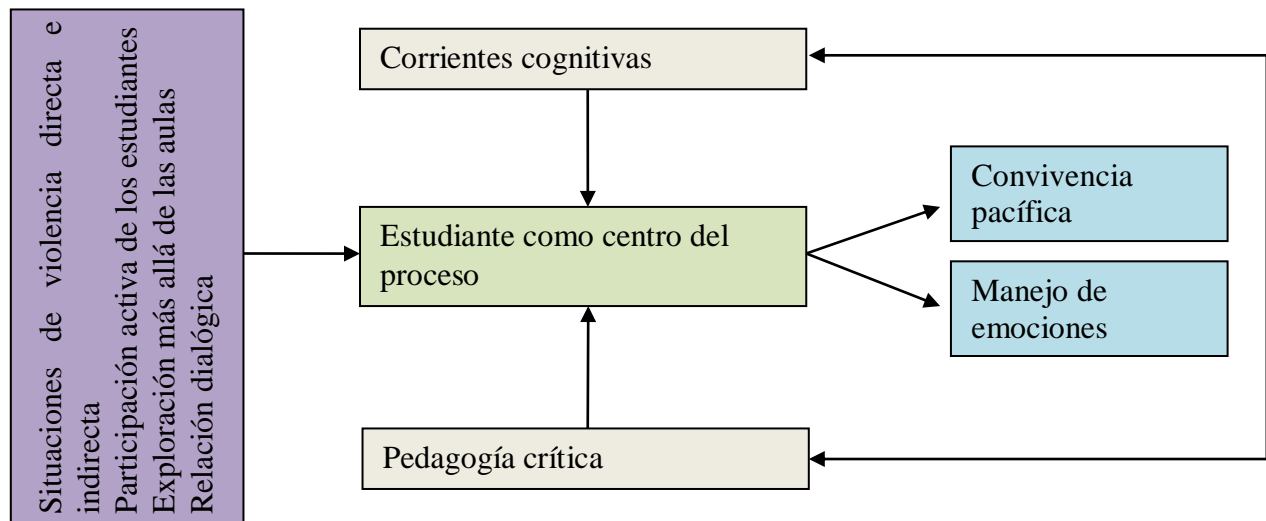 Situaciones de violencia directa e
indirecta
Participación activa de los estudiantes
Exploración más allá de las aulas
Relación dialógica
Corrientes cognitivas
Estudiante como centro del
proceso
Pedagogía crítica
Convivencia
pacífica
Manejo de
emociones